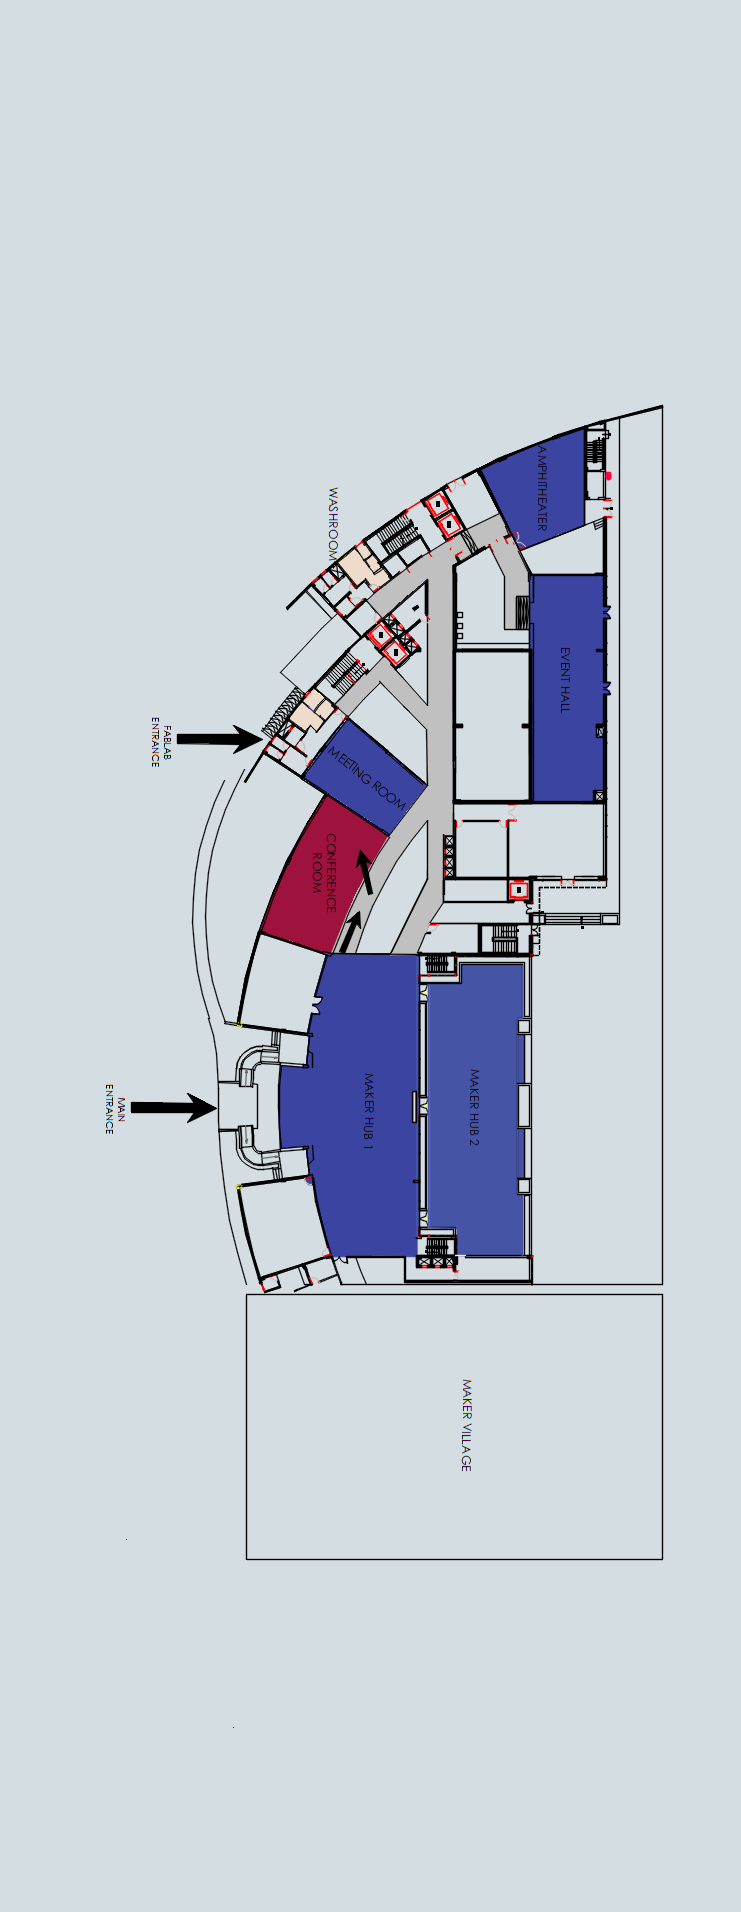 AMPHITHEATER
WASHROOM
EVENT HALL
FABLAB
ENTRANCE
MEETING ROOM
CONFERENCE
ROOM
MAKER HUB 1
MAKER HUB 2
MAIN
ENTRANCE
MAKER VILLAGE